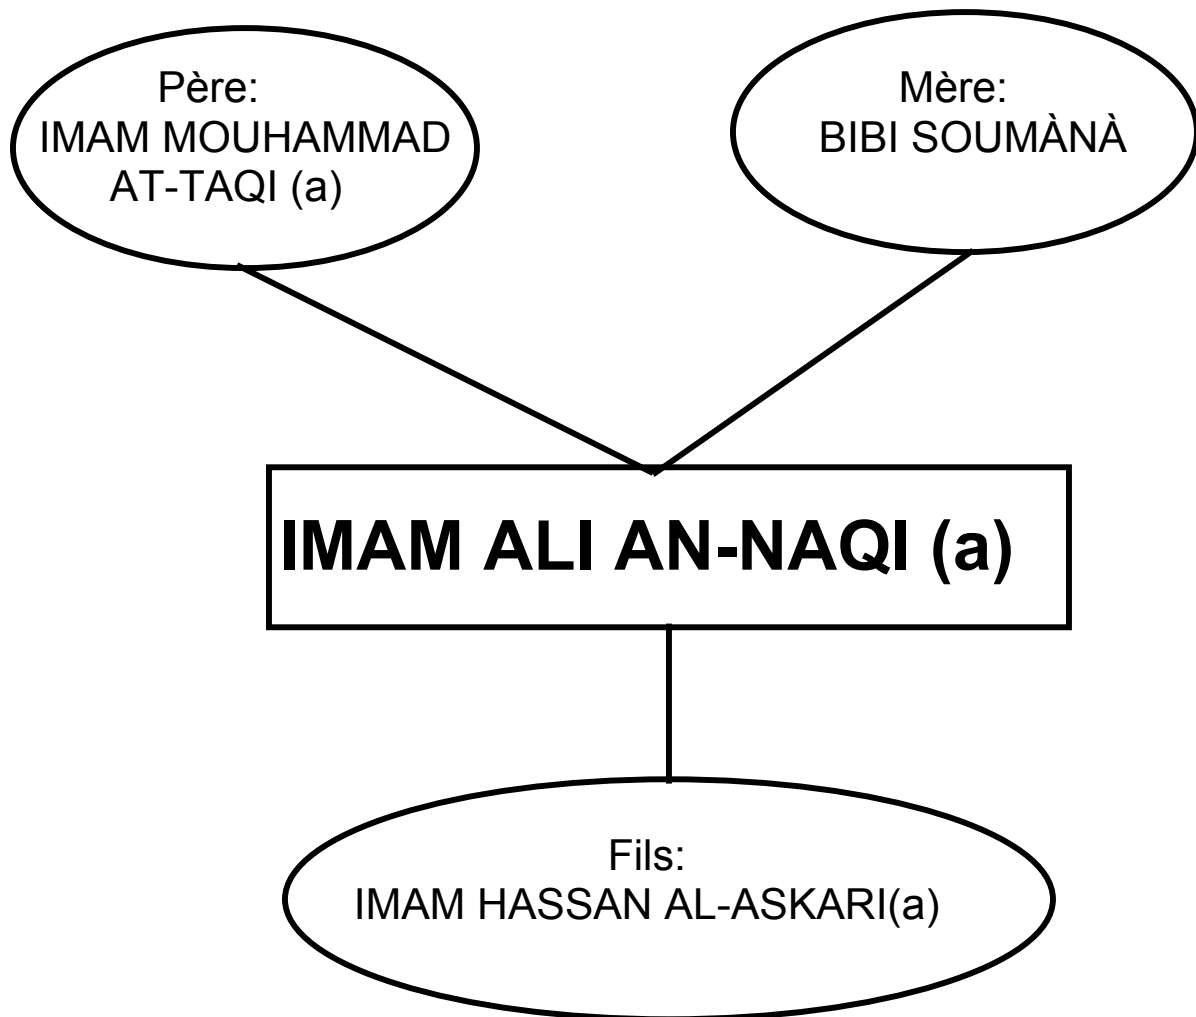 Père:
IMAM MOUHAMMAD
AT-TAQI (a)
Mère:
BIBI SOUMÀNÀ
IMAM ALI AN-NAQI (a)
Fils:
IMAM HASSAN AL-ASKARI(a)